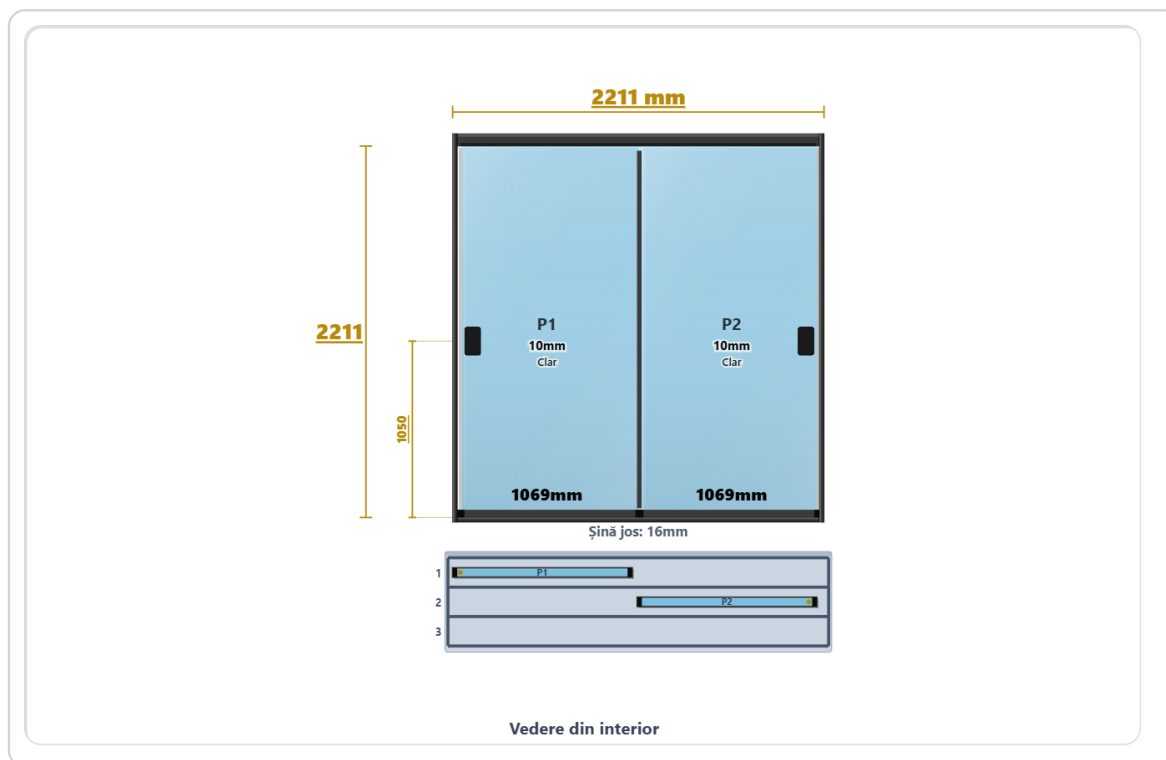 2211 mm
2211
1050
P1
10mm
Clar
P2
10mm
Clar
1069mm
1069mm
Șină jos: 16mm
1
P1
2
P2
3
Vedere din interior